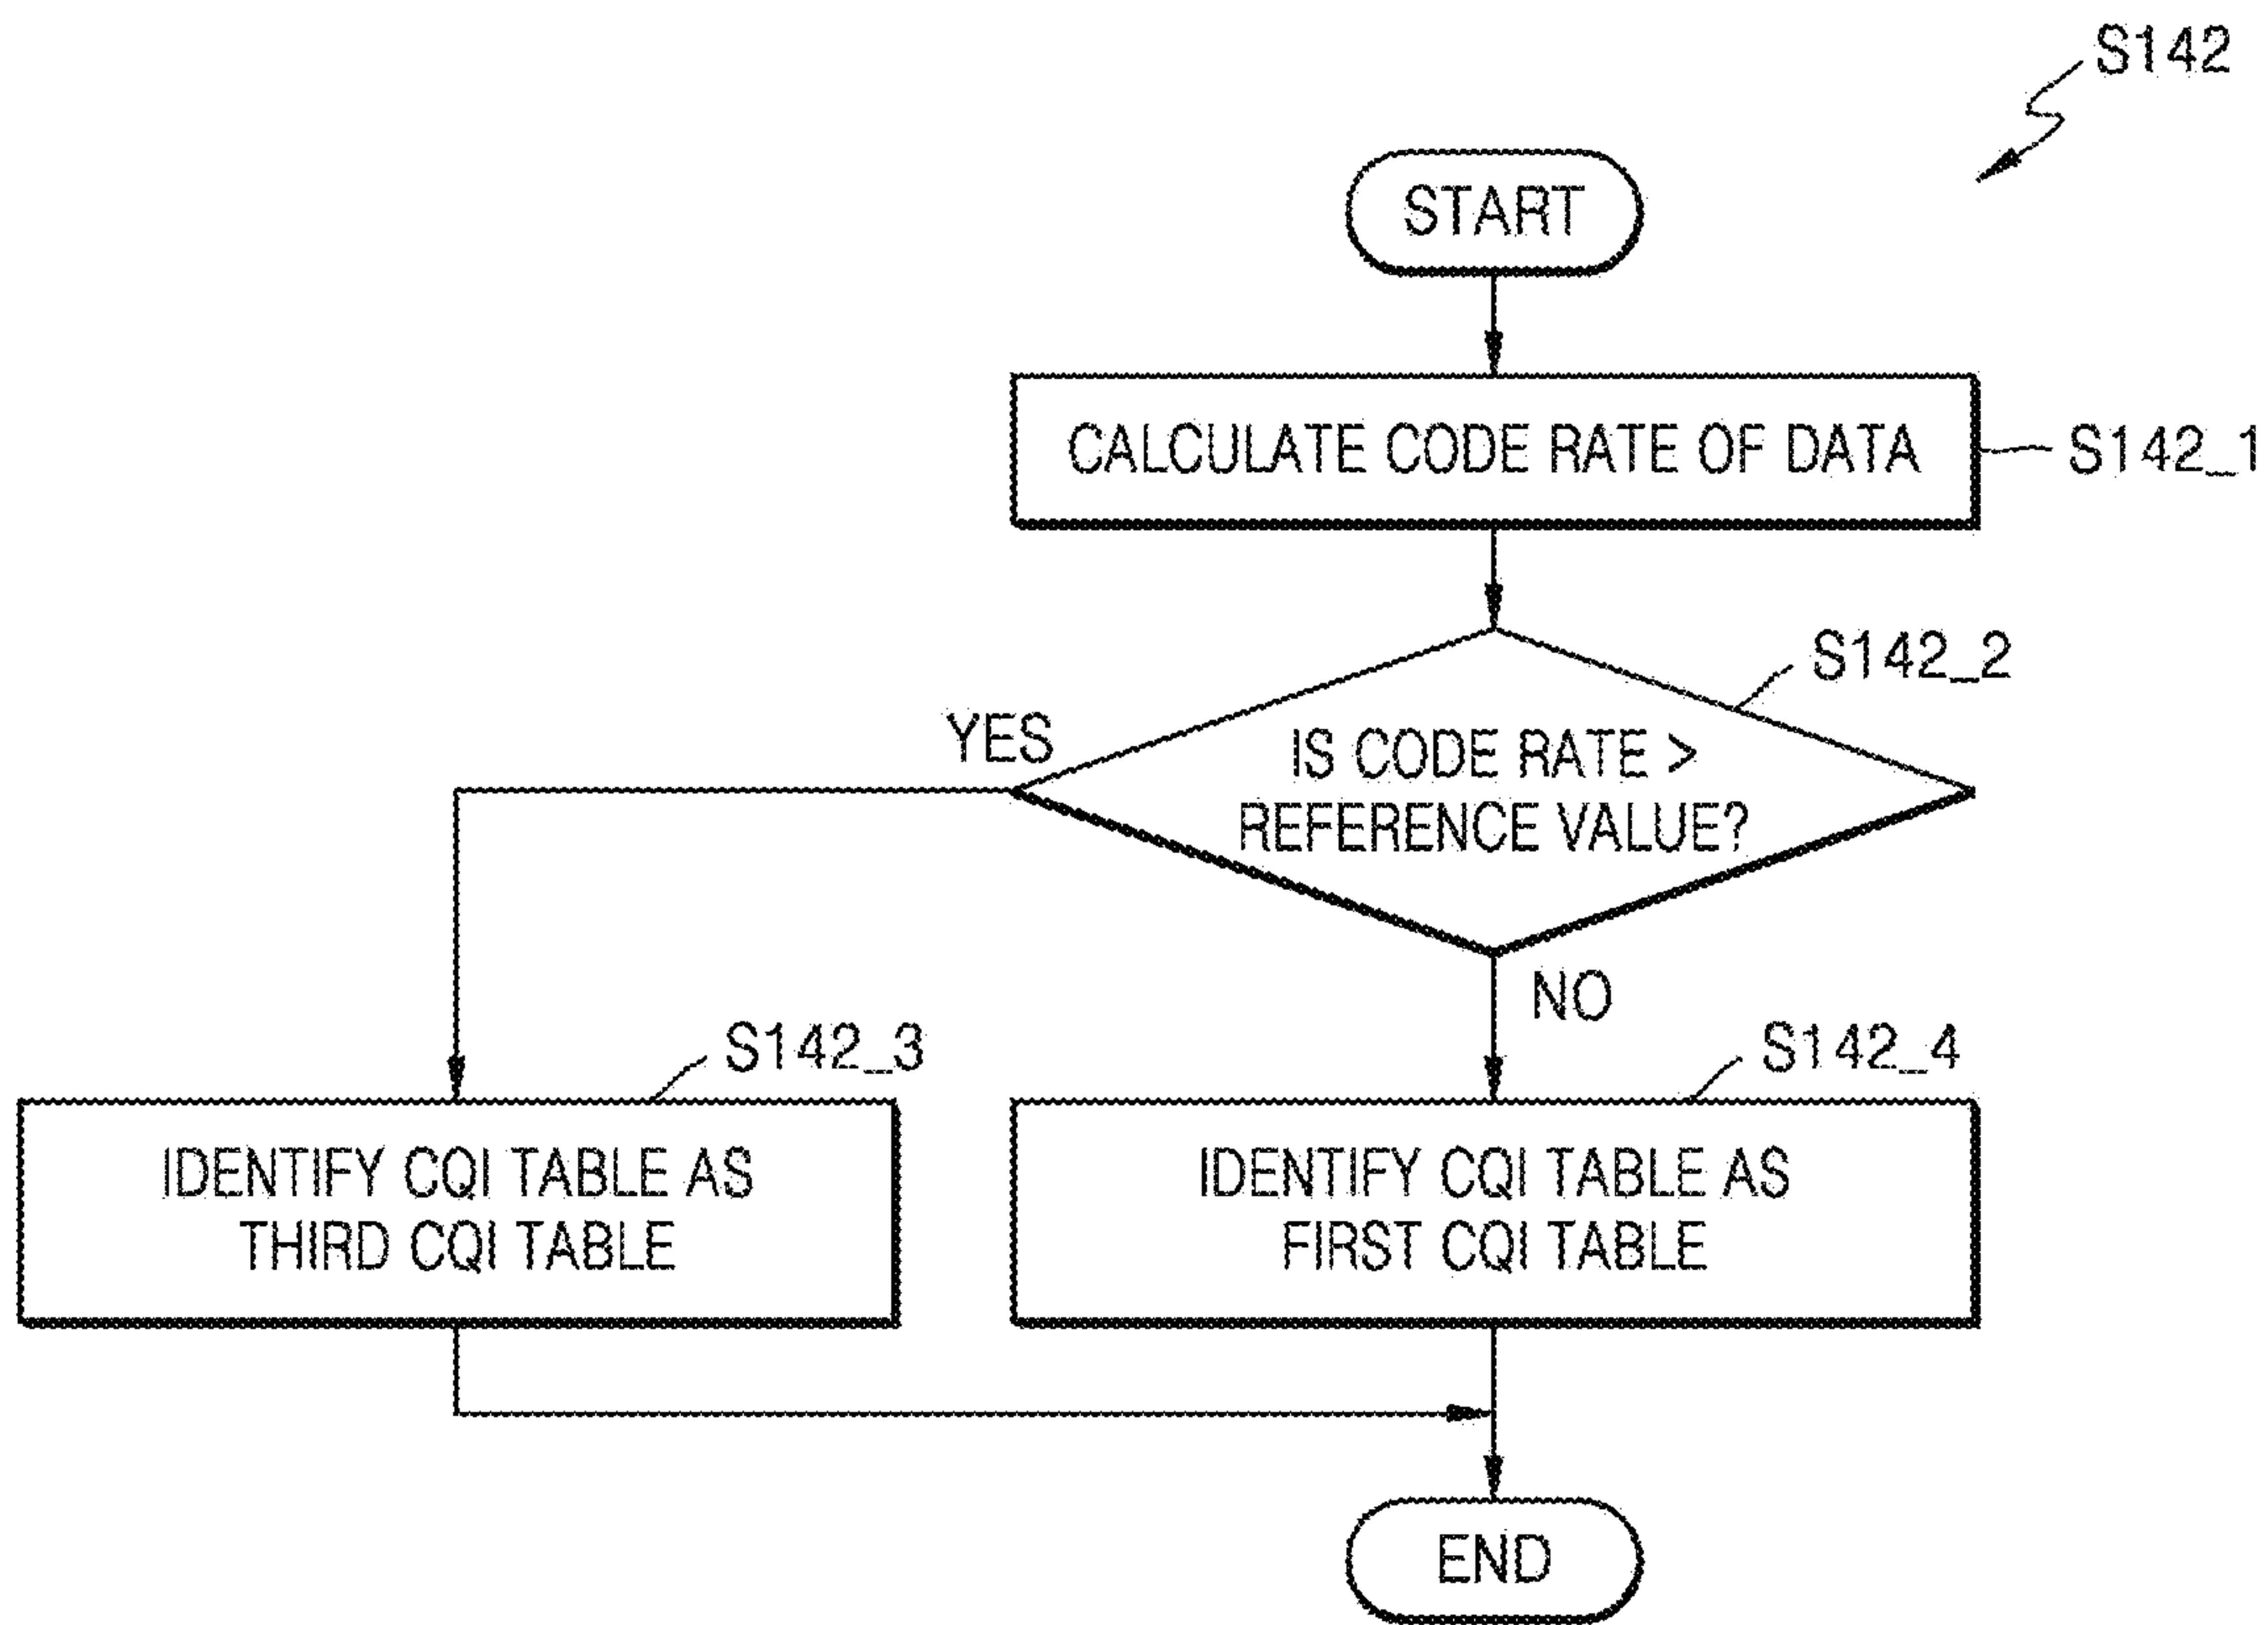 S142
START
CALCULATE CODE RATE OF DATA
S142_1
S142_2
YES
IS CODE RATE >
REFERENCE VALUE?
NO
S142_3
S142_4
IDENTIFY CQI TABLE AS
THIRD CQI TABLE
IDENTIFY CQI TABLE AS
FIRST CQI TABLE
END